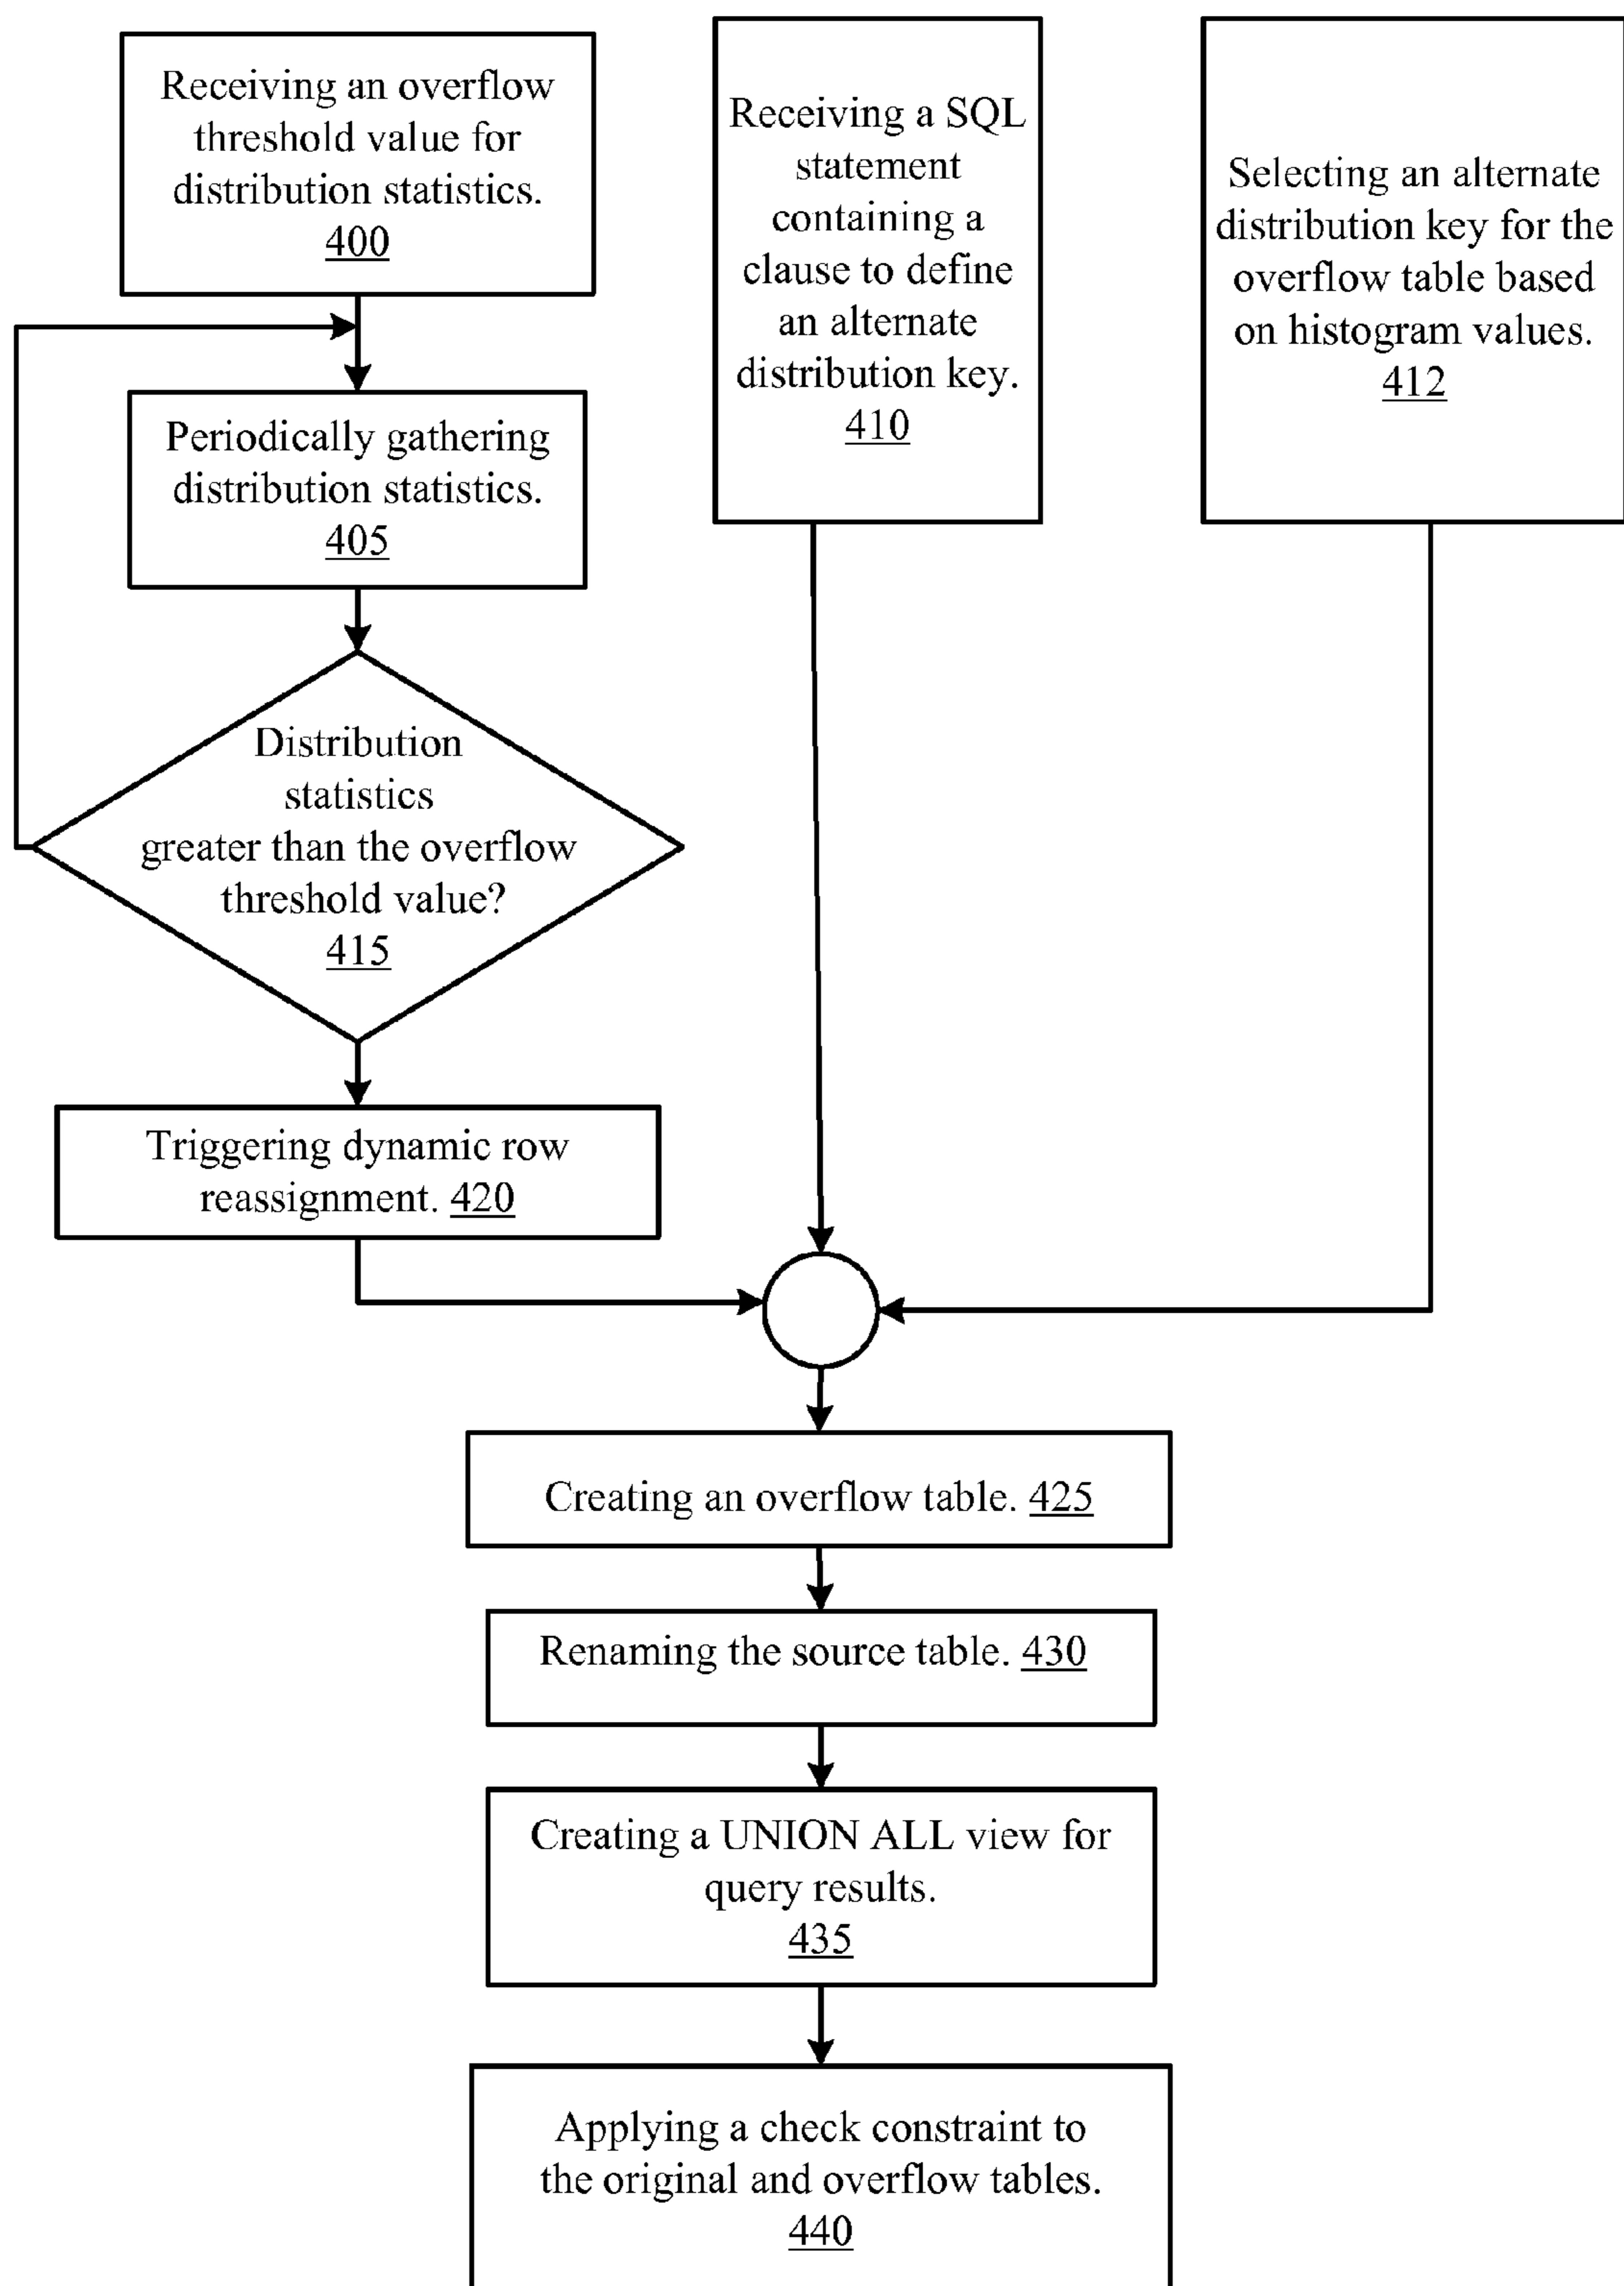 Receiving an overflow
threshold value for
distribution statistics.
400
Periodically gathering
distribution statistics.
405
Distribution
statistics
greater than the overflow
threshold value?
415
Triggering dynamic row
reassignment. 420
Receiving a SQL
statement
containing a
clause to define
an alternate
distribution key.
410
Selecting an alternate
distribution key for the
overflow table based
on histogram values.
412
Creating an overflow table. 425
Renaming the source table. 430
Creating a UNION ALL view for
query results.
435
Applying a check constraint to
the original and overflow tables.
440